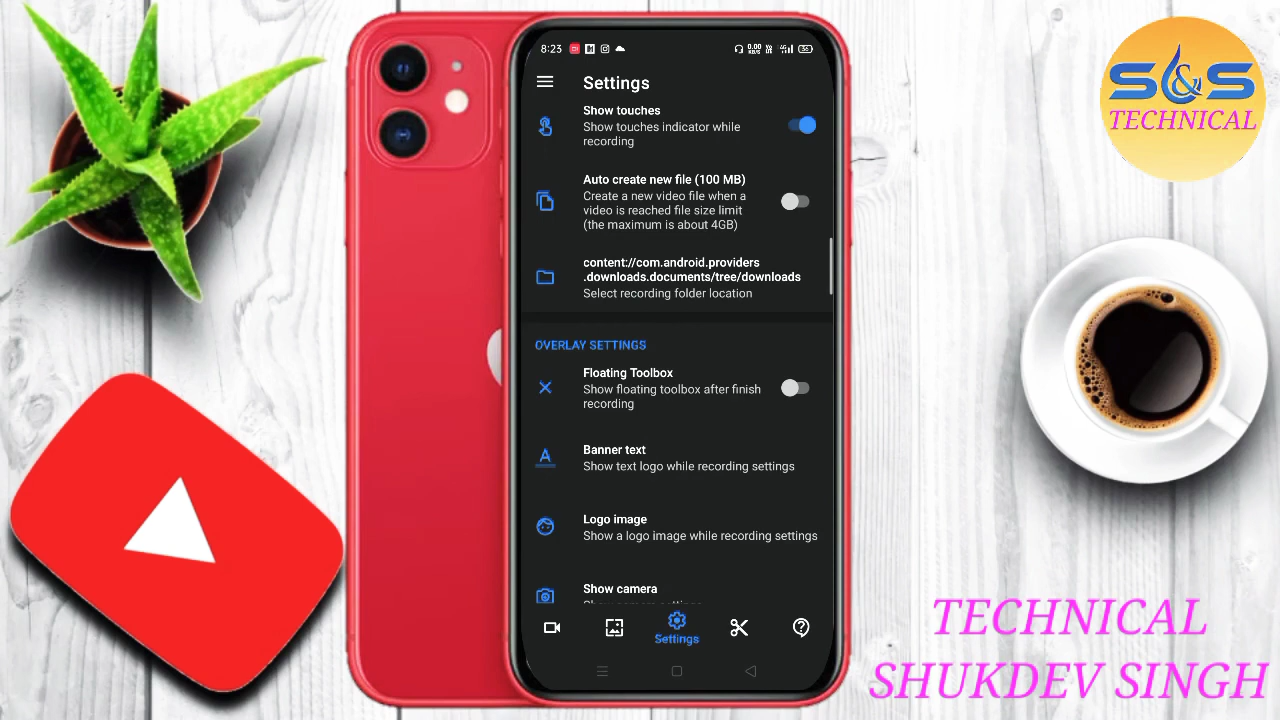 8:23
Settings
Show touches
Show touches indicator while
recording
Auto create new file (100 MB)
Create a new video file when a
video is reached file size limit
(the maximum is about 4GB)
content://com.android.providers
.downloads.documents/tree/downloads
Select recording folder location
OVERLAY SETTINGS
Floating Toolbox
Show floating toolbox after finish
recording
Banner text
Show text logo while recording settings
Logo image
Show a logo image while recording settings
Show camera
Settings
S&S
TECHNICAL
TECHNICAL
SHUKDEV SINGH